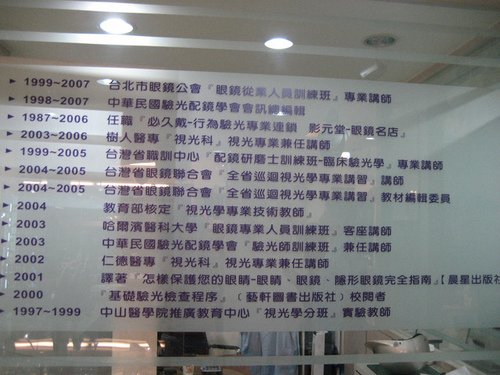 ► 1999~2007 台北市眼鏡公會『眼鏡從業人員訓練班』專業講師
► 1998~2007 中華民國驗光配鏡學會會訊編輯
► 1987~2006 任職『必久戴-行為驗光專業連鎖 影元堂-眼鏡名店』
► 2003~2006 樹人醫專『視光科』視光學專業兼任講師
► 1999~2005 台灣省職訓中心『配鏡研磨士訓練班-臨床驗光學』專業講師
► 2004~2005 台灣省眼鏡聯合會『全省巡迴視光學專業講習』講師
► 2004~2005 台灣省眼鏡聯合會『全省巡迴視光學專業講習』教材編輯委員
► 2004 教育部核定『視光學專業技術教師』
► 2003 哈爾濱醫科大學『眼鏡專業人員訓練班』客座講師
► 2003 中華民國驗光配鏡學會『驗光師訓練班』兼任講師
► 2002 仁德醫專『視光科』視光學專業兼任講師
► 2001 譯著『怎樣保護您的眼睛-眼睛、眼鏡、隱形眼鏡完全指南』【晨星出版社
► 2000 『基礎驗光檢查程序』﹝藝軒圖書出版社﹞校閱者
► 1997~1999 中山醫學院推廣教育中心『視光學分班』實驗教師